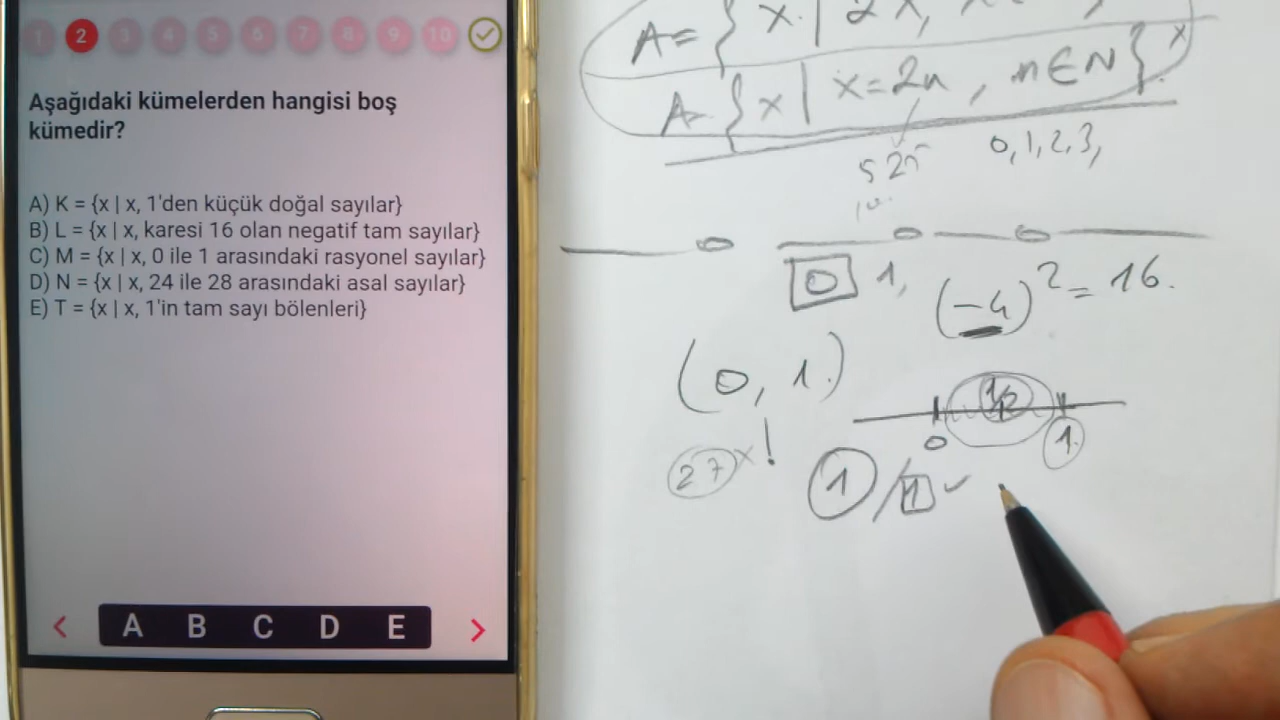 1 2 3 4 5 6 7 8 9 10
Aşağıdaki kümelerden hangisi boş
kümedir?
A) K = {x | x, 1'den küçük doğal sayılar}
B) L = {x | x, karesi 16 olan negatif tam sayılar}
C) M = {x | x, 0 ile 1 arasındaki rasyonel sayılar}
D) N = {x | x, 24 ile 28 arasındaki asal sayılar}
E) T = {x | x, 1'in tam sayı bölenleri}
< A B C D E >
A = { x | 2x,
A = { x | x = 2n , n ∈ N } x
0, 1, 2, 3,
0 1, (-4)² = 16.
(0, 1.)
1/2
0 1.
27 x !
1 / 1 ✓